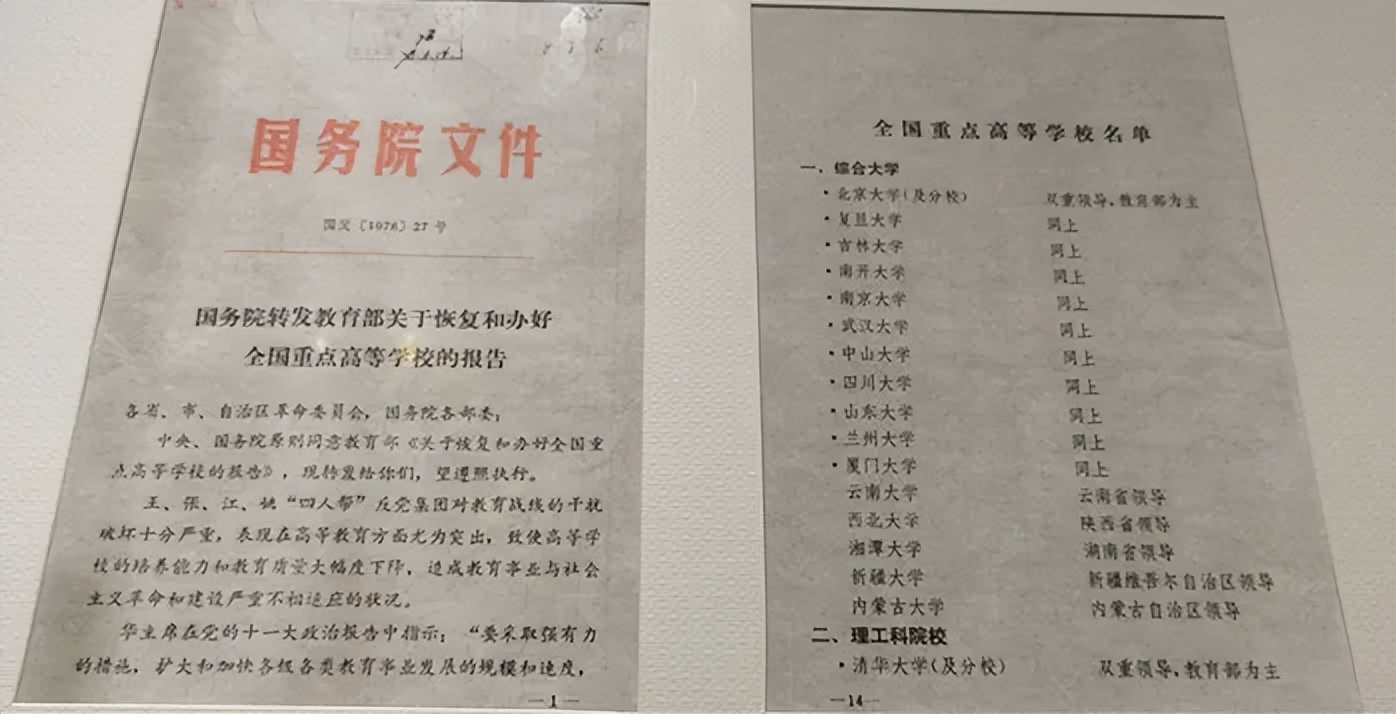 国务院文件
国发〔1978〕27 号
国务院转发教育部关于恢复和办好
全国重点高等学校的报告
各省、市、自治区革命委员会，国务院各部委：
中央、国务院原则同意教育部《关于恢复和办好全国重
点高等学校的报告》，现转发给你们，望遵照执行。
王、张、江、姚“四人帮”反党集团对教育战线的干扰
破坏十分严重，表现在高等教育方面尤为突出，致使高等学
校的培养能力和教育质量大幅度下降，造成教育事业与社会
主义革命和建设严重不相适应的状况。
华主席在党的十一大政治报告中指示：“要采取强有力
的措施，扩大和加快各级各类教育事业发展的规模和速度，
—1—
全国重点高等学校名单
一、综合大学
·北京大学（及分校） 双重领导，教育部为主
·复旦大学 同上
·吉林大学 同上
·南开大学 同上
·南京大学 同上
·武汉大学 同上
·中山大学 同上
·四川大学 同上
·山东大学 同上
·兰州大学 同上
·厦门大学 同上
云南大学 云南省领导
西北大学 陕西省领导
湘潭大学 湖南省领导
新疆大学 新疆维吾尔自治区领导
内蒙古大学 内蒙古自治区领导
二、理工科院校
·清华大学（及分校） 双重领导，教育部为主
—14—